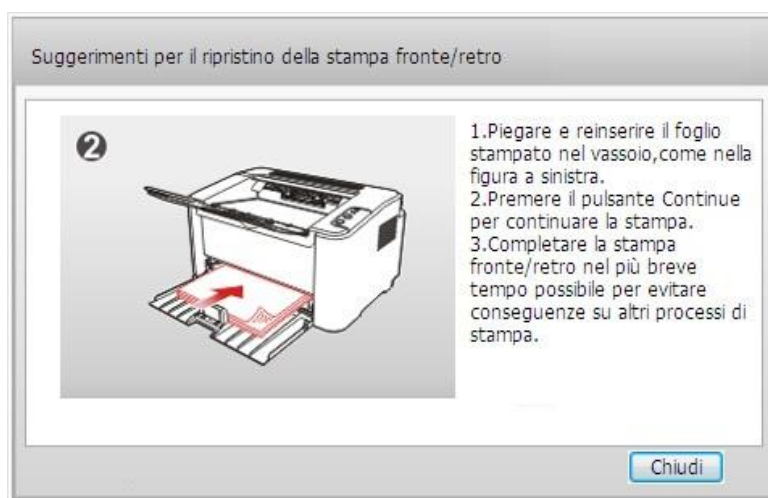 Suggerimenti per il ripristino della stampa fronte/retro
2
1.Piegare e reinserire il foglio
stampato nel vassoio,come nella
figura a sinistra.
2.Premere il pulsante Continue
per continuare la stampa.
3.Completare la stampa
fronte/retro nel più breve
tempo possibile per evitare
conseguenze su altri processi di
stampa.
Chiudi